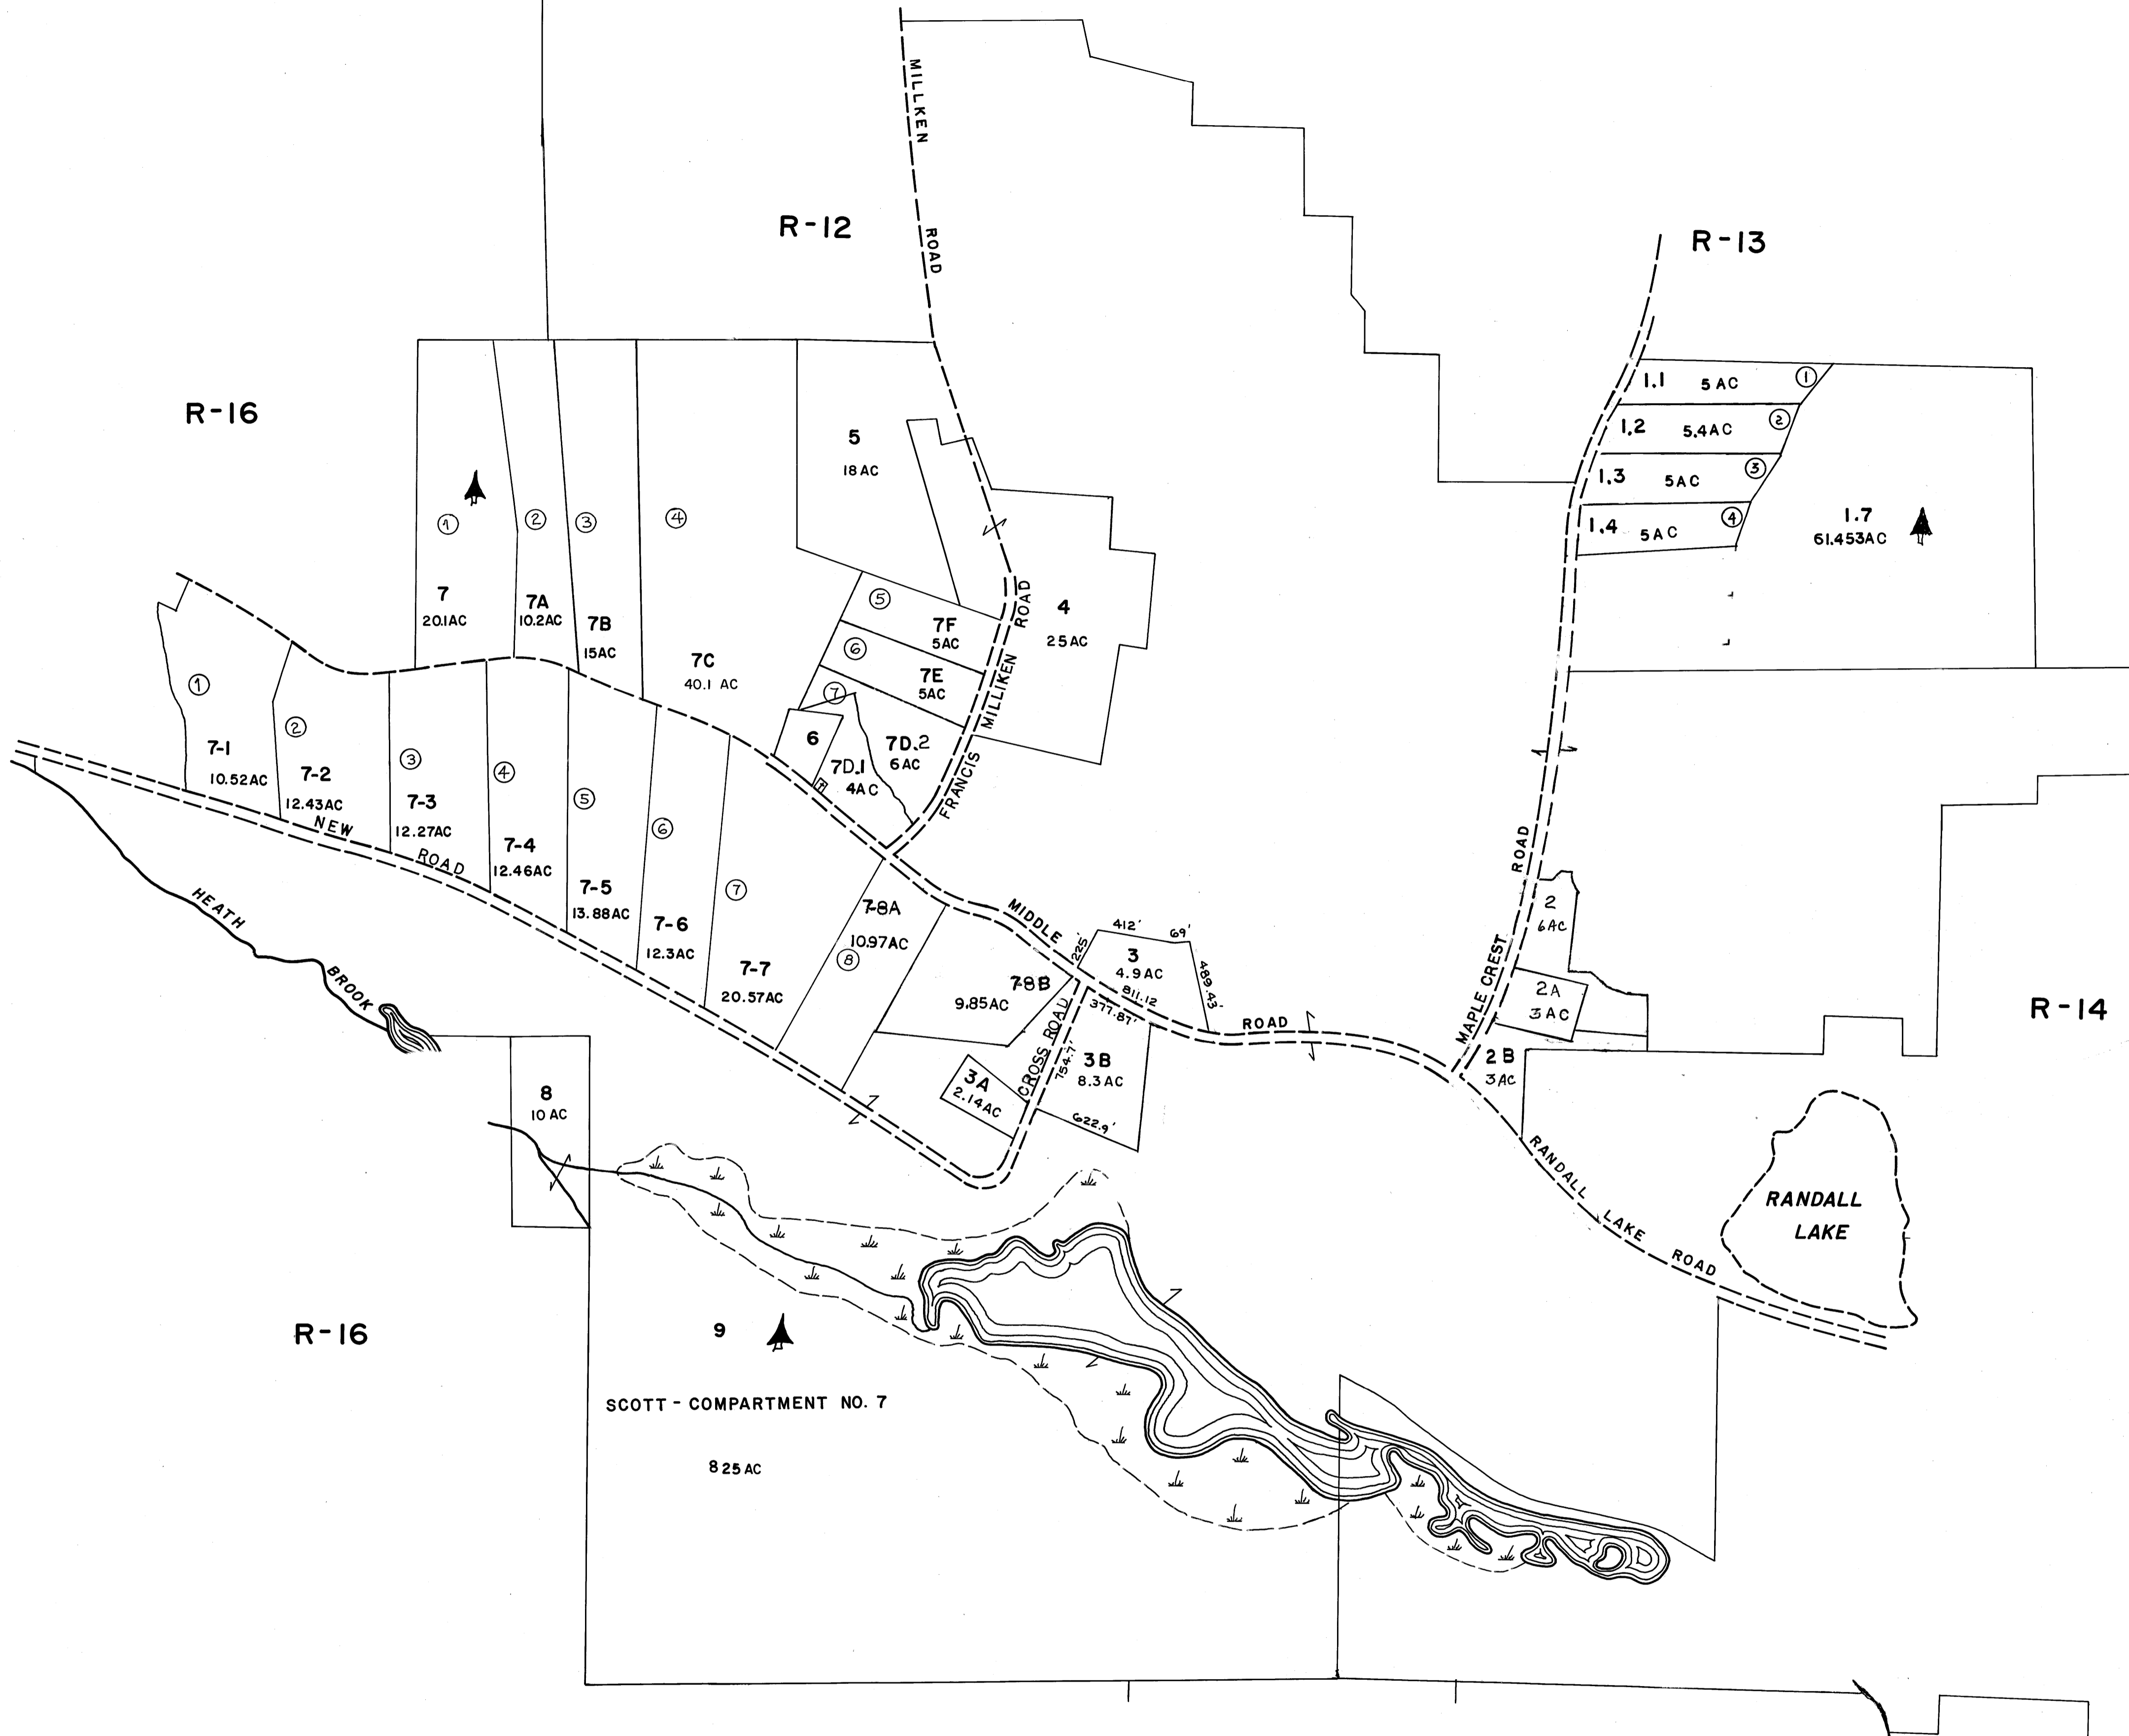 MILLKEN
ROAD
R-12
R-13
R-16
1.1
5 AC
1
1.2
5.4AC
2
1.3
5AC
3
1.4
5AC
4
1.7
61.453AC
5
18 AC
1
7
20.1AC
2
7A
10.2AC
3
7B
15AC
4
7C
40.1 AC
5
7F
5AC
6
7E
5AC
7
7D.2
6AC
6
7D.1
4AC
FRANCIS MILLIKEN ROAD
4
25AC
1
7-1
10.52AC
2
7-2
12.43AC
3
7-3
12.27AC
4
7-4
12.46AC
5
7-5
13.88AC
6
7-6
12.3AC
7
7-7
20.57AC
7-8A
10.97AC
8
7-8B
9.85AC
NEW ROAD
HEATH BROOK
MIDDLE ROAD
225'
412'
69'
3
4.9AC
489.43'
811.12
377.87'
CROSS ROAD
754.7'
3B
8.3AC
622.9'
3A
2.14AC
MAPLE CREST ROAD
2
6AC
2A
3AC
2B
3AC
R-14
RANDALL LAKE ROAD
RANDALL
LAKE
8
10 AC
R-16
9
SCOTT - COMPARTMENT NO. 7
825 AC